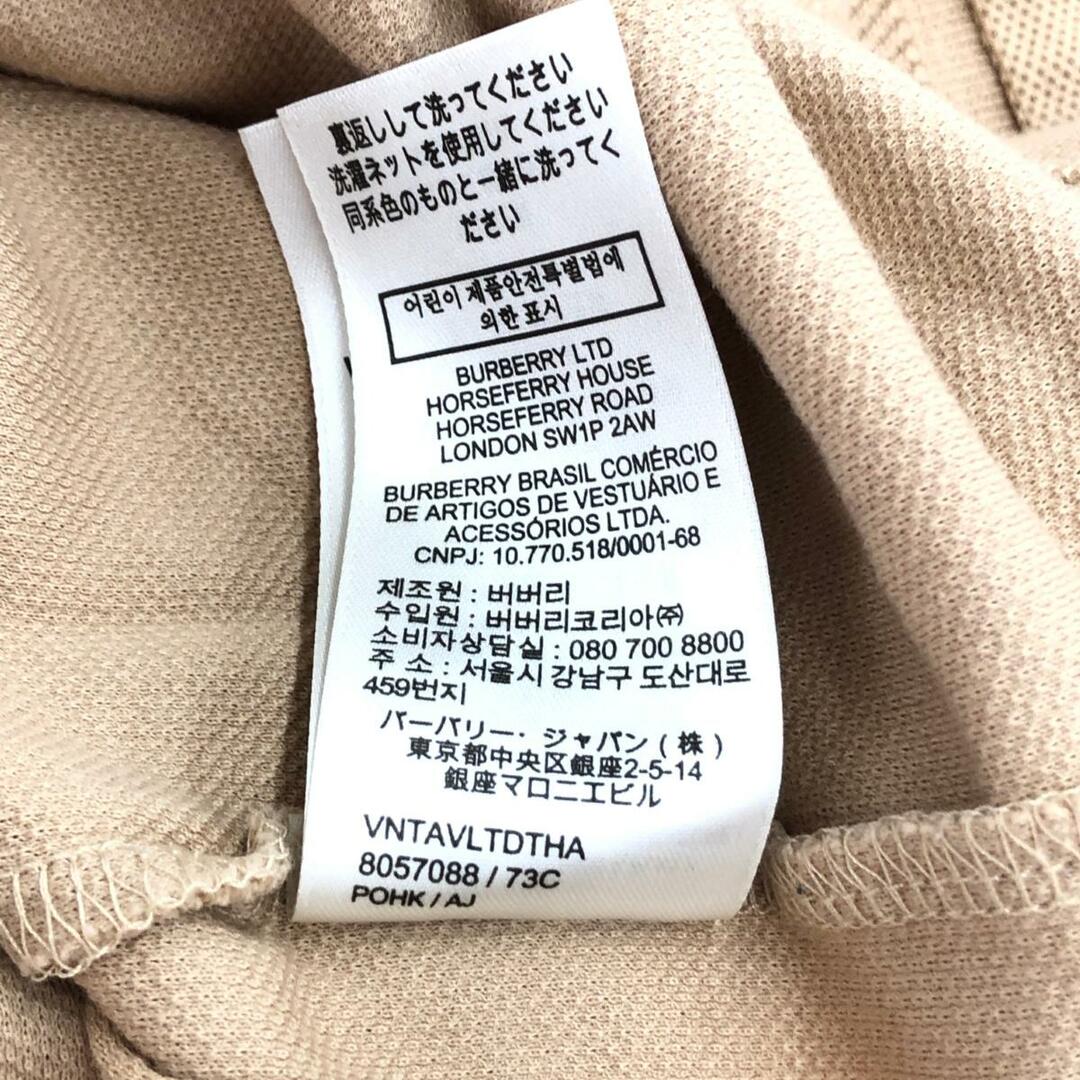 裏返しして洗ってください
洗濯ネットを使用してください
同系色のものと一緒に洗ってく
ださい
어린이 제품안전특별법에
의한 표시
BURBERRY LTD
HORSEFERRY HOUSE
HORSEFERRY ROAD
LONDON SW1P 2AW
BURBERRY BRASIL COMÉRCIO
DE ARTIGOS DE VESTUÁRIO E
ACESSÓRIOS LTDA.
CNPJ: 10.770.518/0001-68
제조원 : 버버리
수입원 : 버버리코리아㈜
소비자상담실 : 080 700 8800
주 소 : 서울시 강남구 도산대로
459번지
バーバリー・ジャパン(株)
東京都中央区銀座2-5-14
銀座マロニエビル
VNTAVLTDTHA
8057088 / 73C
POHK / AJ